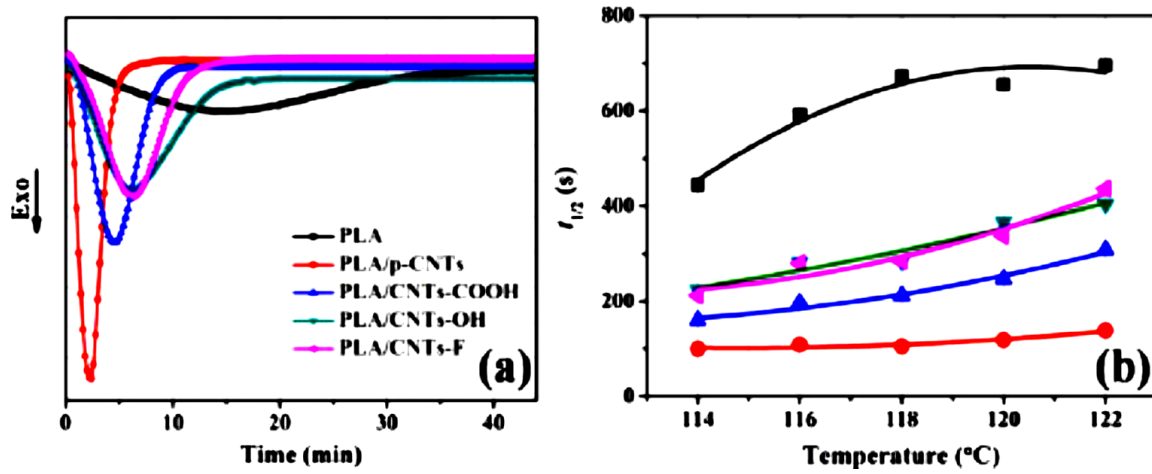 Exo
PLA
PLA/p-CNTs
PLA/CNTs-COOH
PLA/CNTs-OH
PLA/CNTs-F
(a)
0 10 20 30 40
Time (min)
t1/2 (s)
800
600
400
200
0
(b)
114 116 118 120 122
Temperature (°C)